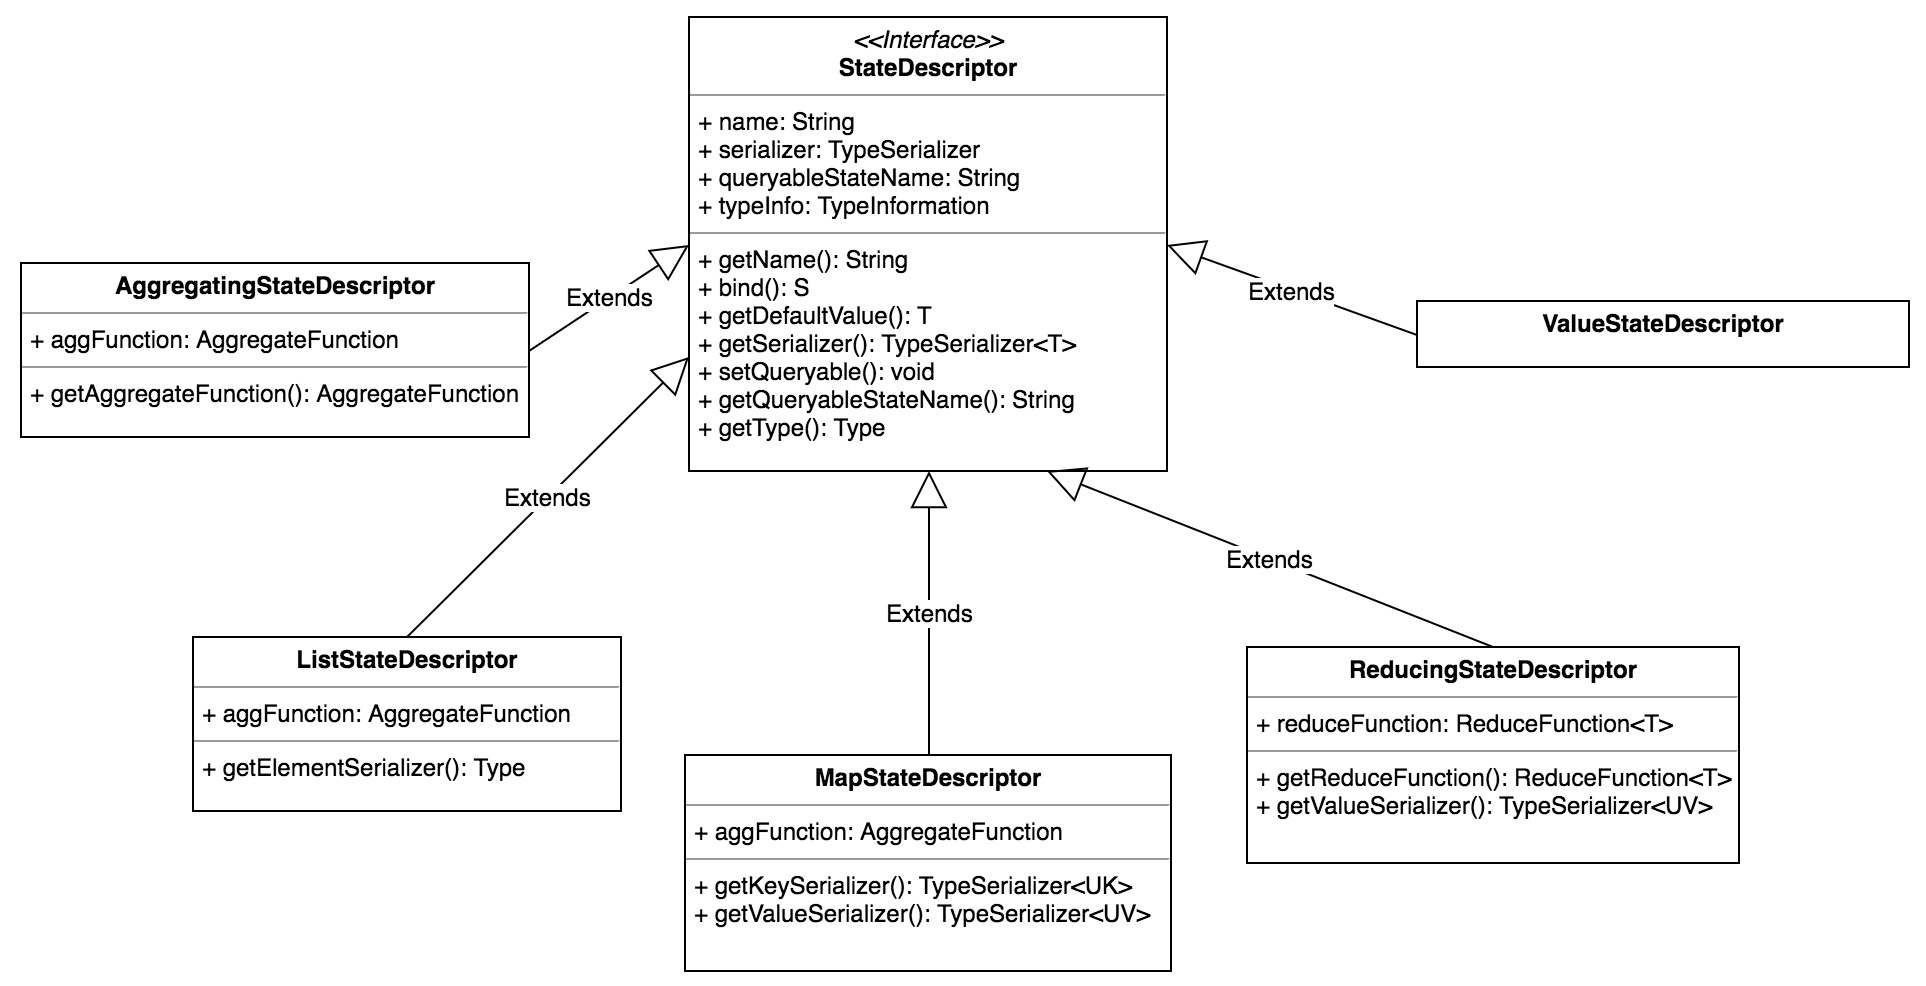 <<Interface>>
StateDescriptor
+ name: String
+ serializer: TypeSerializer
+ queryableStateName: String
+ typeInfo: TypeInformation
+ getName(): String
+ bind(): S
+ getDefaultValue(): T
+ getSerializer(): TypeSerializer<T>
+ setQueryable(): void
+ getQueryableStateName(): String
+ getType(): Type
AggregatingStateDescriptor
+ aggFunction: AggregateFunction
+ getAggregateFunction(): AggregateFunction
Extends
Extends
ValueStateDescriptor
Extends
Extends
Extends
ListStateDescriptor
+ aggFunction: AggregateFunction
+ getElementSerializer(): Type
MapStateDescriptor
+ aggFunction: AggregateFunction
+ getKeySerializer(): TypeSerializer<UK>
+ getValueSerializer(): TypeSerializer<UV>
ReducingStateDescriptor
+ reduceFunction: ReduceFunction<T>
+ getReduceFunction(): ReduceFunction<T>
+ getValueSerializer(): TypeSerializer<UV>